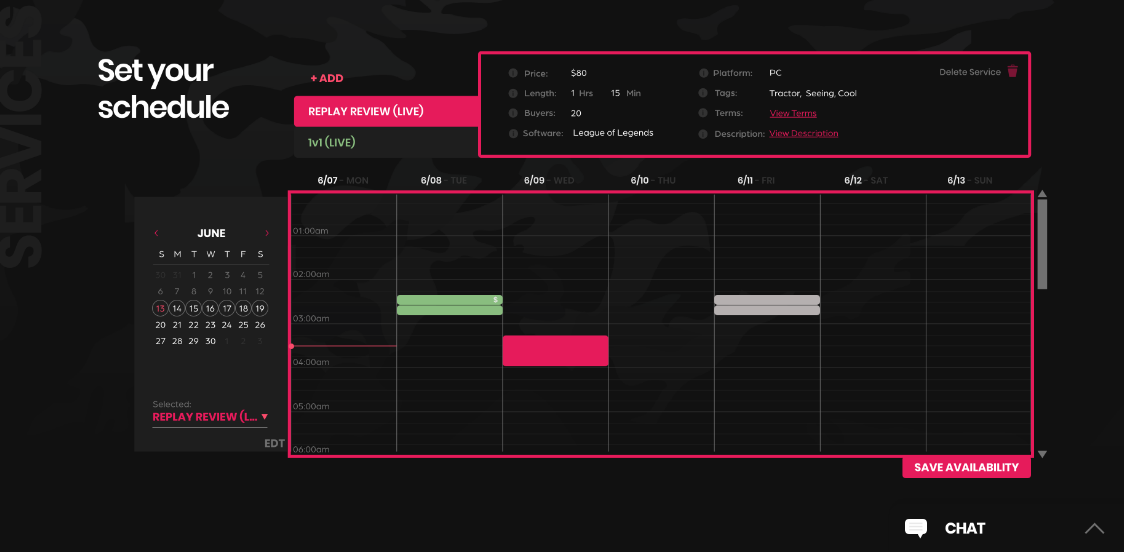 SERVICES
Set your
schedule
+ ADD
REPLAY REVIEW (LIVE)
1v1 (LIVE)
Price: $80
Length: 1 Hrs 15 Min
Buyers: 20
Software: League of Legends
Platform: PC
Tags: Tractor, Seeing, Cool
Terms: View Terms
Description: View Description
Delete Service
6/07 - MON 6/08 - TUE 6/09 - WED 6/10 - THU 6/11 - FRI 6/12 - SAT 6/13 - SUN
< JUNE >
S M T W T F S
30 31 1 2 3 4 5
6 7 8 9 10 11 12
13 14 15 16 17 18 19
20 21 22 23 24 25 26
27 28 29 30 1 2 3
Selected:
REPLAY REVIEW (L...
EDT
01:00am
02:00am
03:00am
04:00am
05:00am
06:00am
SAVE AVAILABILITY
CHAT